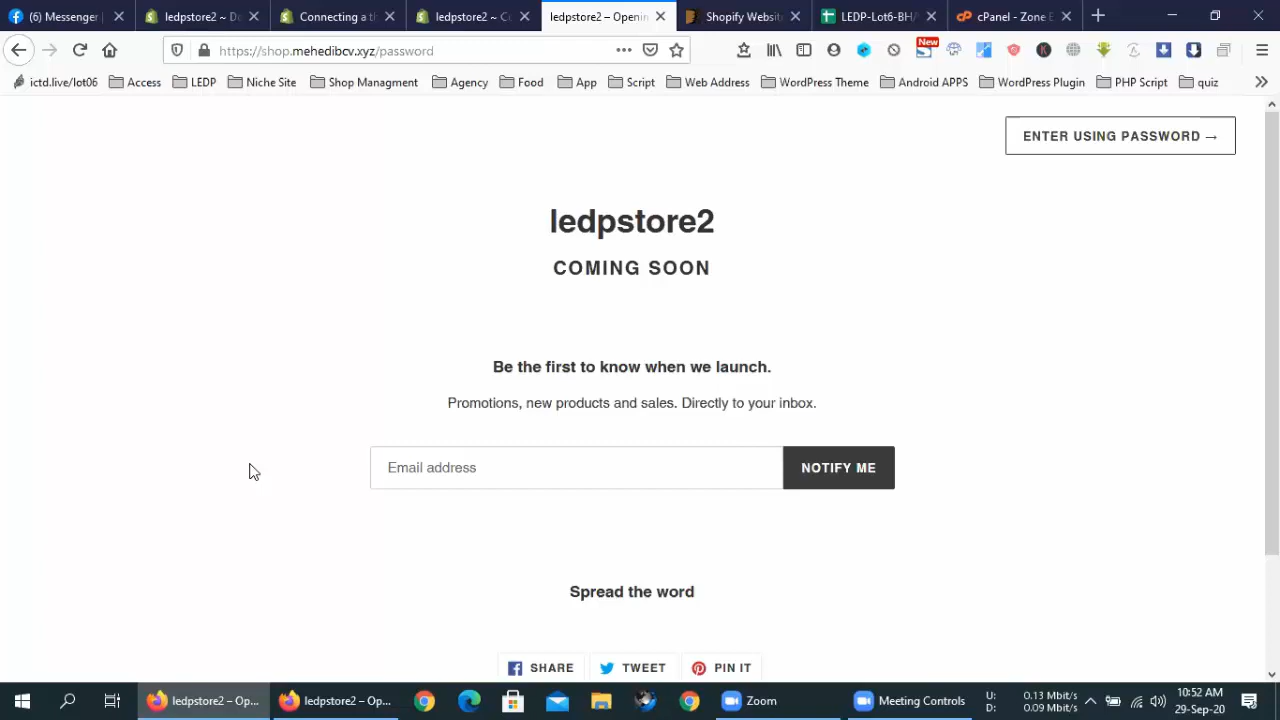 (6) Messenger
ledpstore2 ~ D
Connecting a th
ledpstore2 ~ C
ledpstore2 – Openin
Shopify Websit
LEDP-Lot6-BHA
cPanel - Zone E
https://shop.mehedibcv.xyz/password
New
ictd.live/lot06
Access
LEDP
Niche Site
Shop Managment
Agency
Food
App
Script
Web Address
WordPress Theme
Android APPS
WordPress Plugin
PHP Script
quiz
ENTER USING PASSWORD →
ledpstore2
COMING SOON
Be the first to know when we launch.
Promotions, new products and sales. Directly to your inbox.
Email address
NOTIFY ME
Spread the word
SHARE
TWEET
PIN IT
ledpstore2 – Op...
ledpstore2 – Op...
Zoom
Meeting Controls
U: 0.13 Mbit/s
D: 0.09 Mbit/s
10:52 AM
29-Sep-20